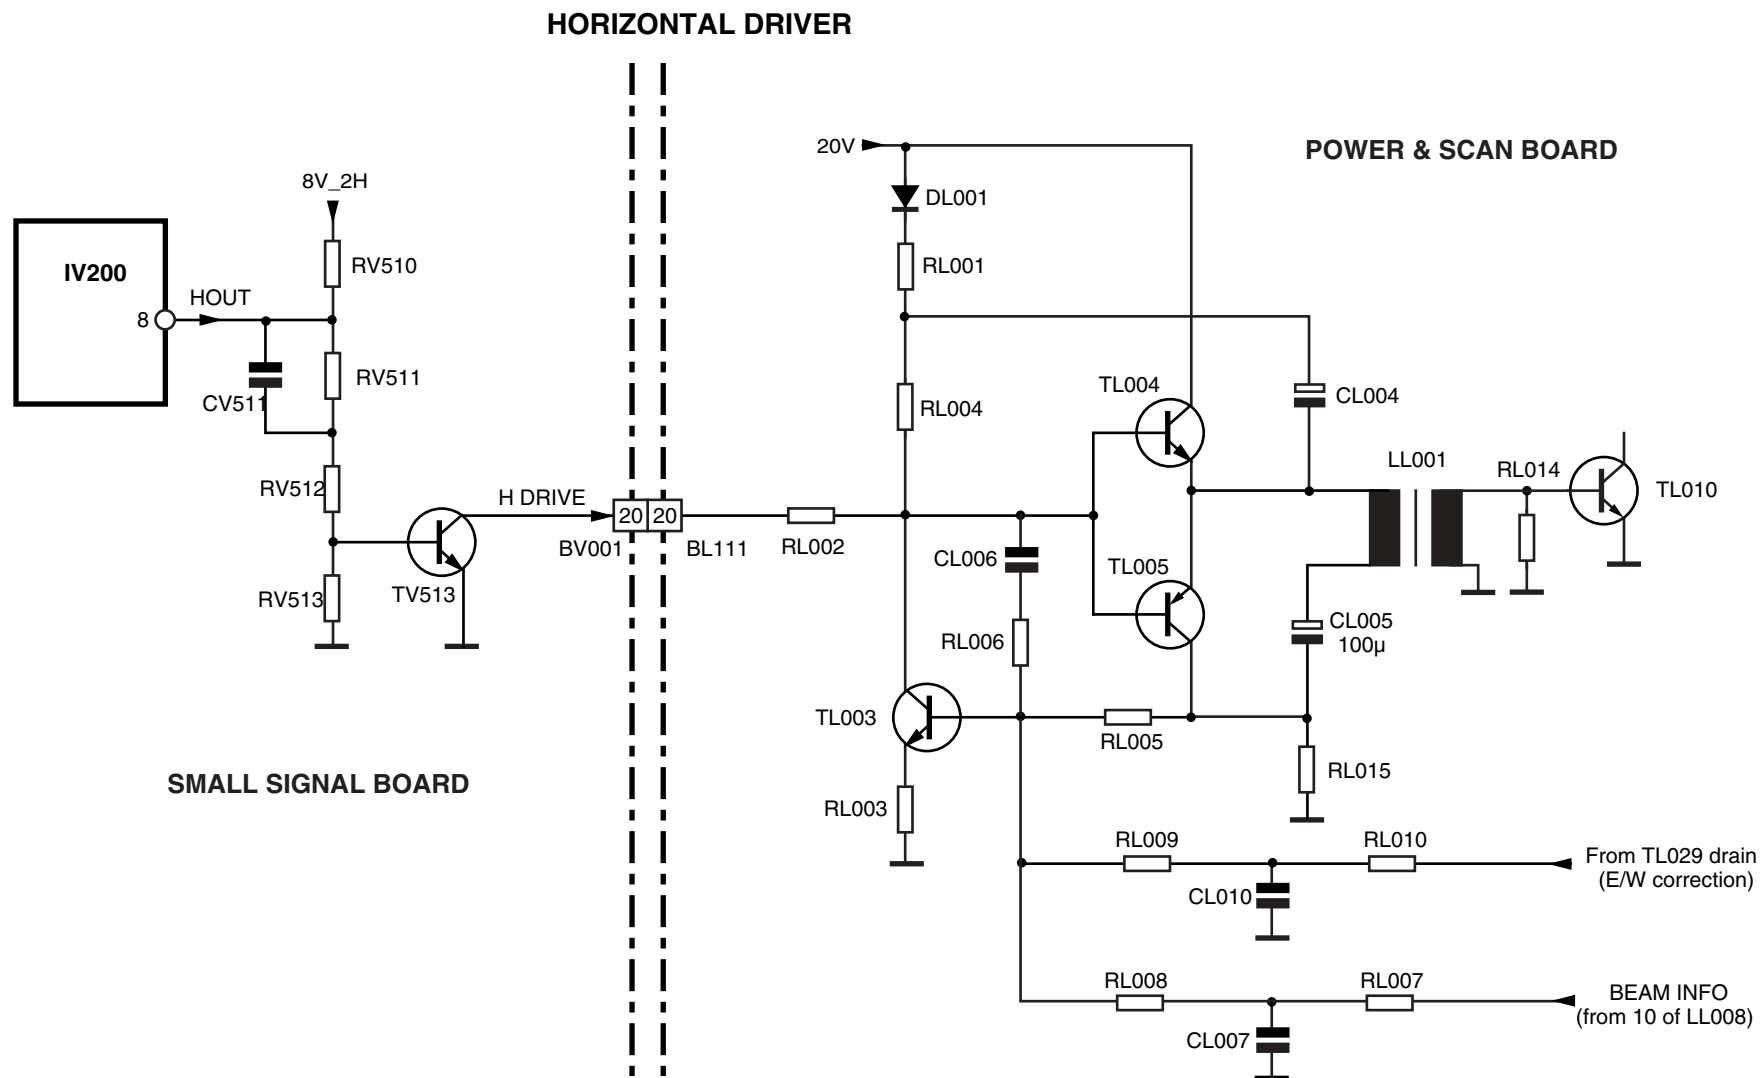 HORIZONTAL DRIVER
20V
POWER & SCAN BOARD
8V_2H
DL001
IV200
RV510
RL001
HOUT
8
RV511
TL004
CL004
CV511
RL004
LL001
RL014
RV512
H DRIVE
TL010
20 20
BV001
BL111
RL002
CL006
TL005
RV513
TV513
CL005
100µ
RL006
TL003
RL005
RL015
SMALL SIGNAL BOARD
RL003
RL009
RL010
From TL029 drain
(E/W correction)
CL010
RL008
RL007
BEAM INFO
(from 10 of LL008)
CL007